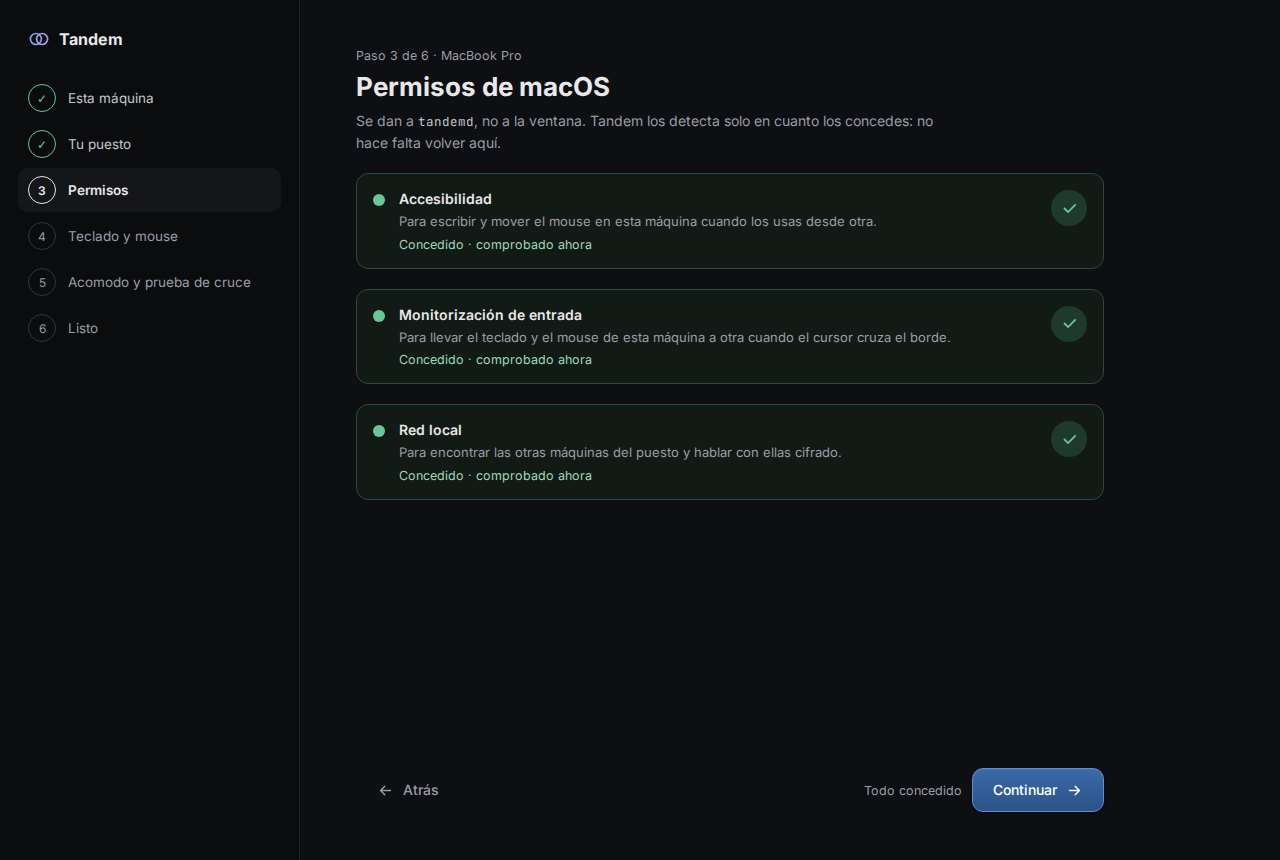 Tandem
✓ Esta máquina
✓ Tu puesto
3 Permisos
4 Teclado y mouse
5 Acomodo y prueba de cruce
6 Listo
Paso 3 de 6 · MacBook Pro
Permisos de macOS
Se dan a tandemd, no a la ventana. Tandem los detecta solo en cuanto los concedes: no
hace falta volver aquí.
Accesibilidad
Para escribir y mover el mouse en esta máquina cuando los usas desde otra.
Concedido · comprobado ahora
Monitorización de entrada
Para llevar el teclado y el mouse de esta máquina a otra cuando el cursor cruza el borde.
Concedido · comprobado ahora
Red local
Para encontrar las otras máquinas del puesto y hablar con ellas cifrado.
Concedido · comprobado ahora
← Atrás
Todo concedido
Continuar →